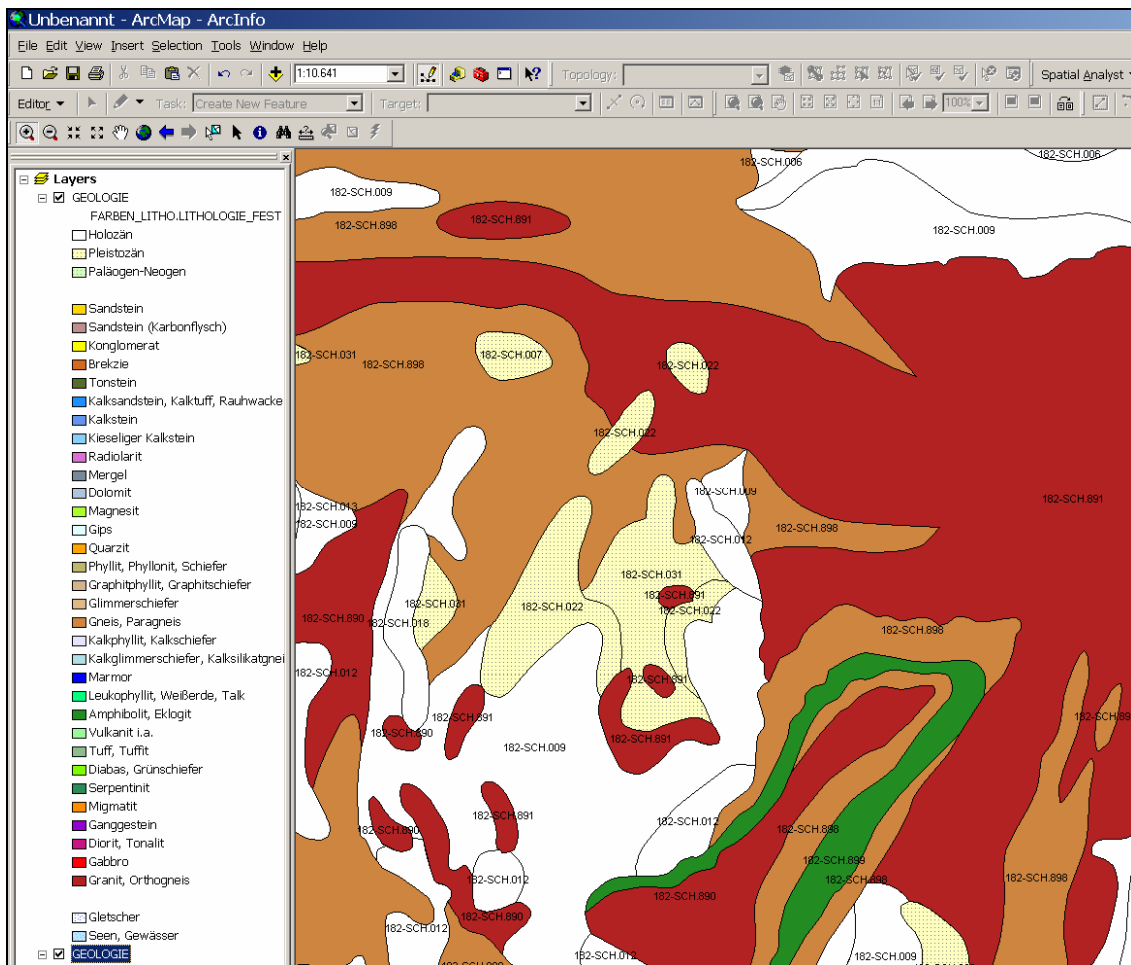 Unbenannt - ArcMap - ArcInfo
File Edit View Insert Selection Tools Window Help
1:10.641 Topology: Spatial Analyst
Editor Task: Create New Feature Target: 100%
Layers
GEOLOGIE
FARBEN_LITHO.LITHOLOGIE_FEST
Holozän
Pleistozän
Paläogen-Neogen
Sandstein
Sandstein (Karbonflysch)
Konglomerat
Brekzie
Tonstein
Kalksandstein, Kalktuff, Rauhwacke
Kalkstein
Kieseliger Kalkstein
Radiolarit
Mergel
Dolomit
Magnesit
Gips
Quarzit
Phyllit, Phyllonit, Schiefer
Graphitphyllit, Graphitschiefer
Glimmerschiefer
Gneis, Paragneis
Kalkphyllit, Kalkschiefer
Kalkglimmerschiefer, Kalksilikatgnei
Marmor
Leukophyllit, Weißerde, Talk
Amphibolit, Eklogit
Vulkanit i.a.
Tuff, Tuffit
Diabas, Grünschiefer
Serpentinit
Migmatit
Ganggestein
Diorit, Tonalit
Gabbro
Granit, Orthogneis
Gletscher
Seen, Gewässer
GEOLOGIE
182-SCH.006
182-SCH.006
182-SCH.009
182-SCH.891
182-SCH.898
182-SCH.009
182-SCH.031
182-SCH.007
182-SCH.898
182-SCH.022
182-SCH.022
182-SCH.009
182-SCH.891
182-SCH.013
182-SCH.009
182-SCH.898
182-SCH.012
182-SCH.031
182-SCH.891
182-SCH.031
182-SCH.022
182-SCH.022
182-SCH.890
182-SCH.018
182-SCH.898
182-SCH.012
182-SCH.891
182-SCH.891
182-SCH.890
182-SCH.891
182-SCH.009
182-SCH.89
182-SCH.891
182-SCH.012
182-SCH.890
182-SCH.898
182-SCH.899
182-SCH.012
182-SCH.898
182-SCH.898
182-SCH.890
182-SCH.890
182-SCH.012
182-SCH.012
182-SCH.009